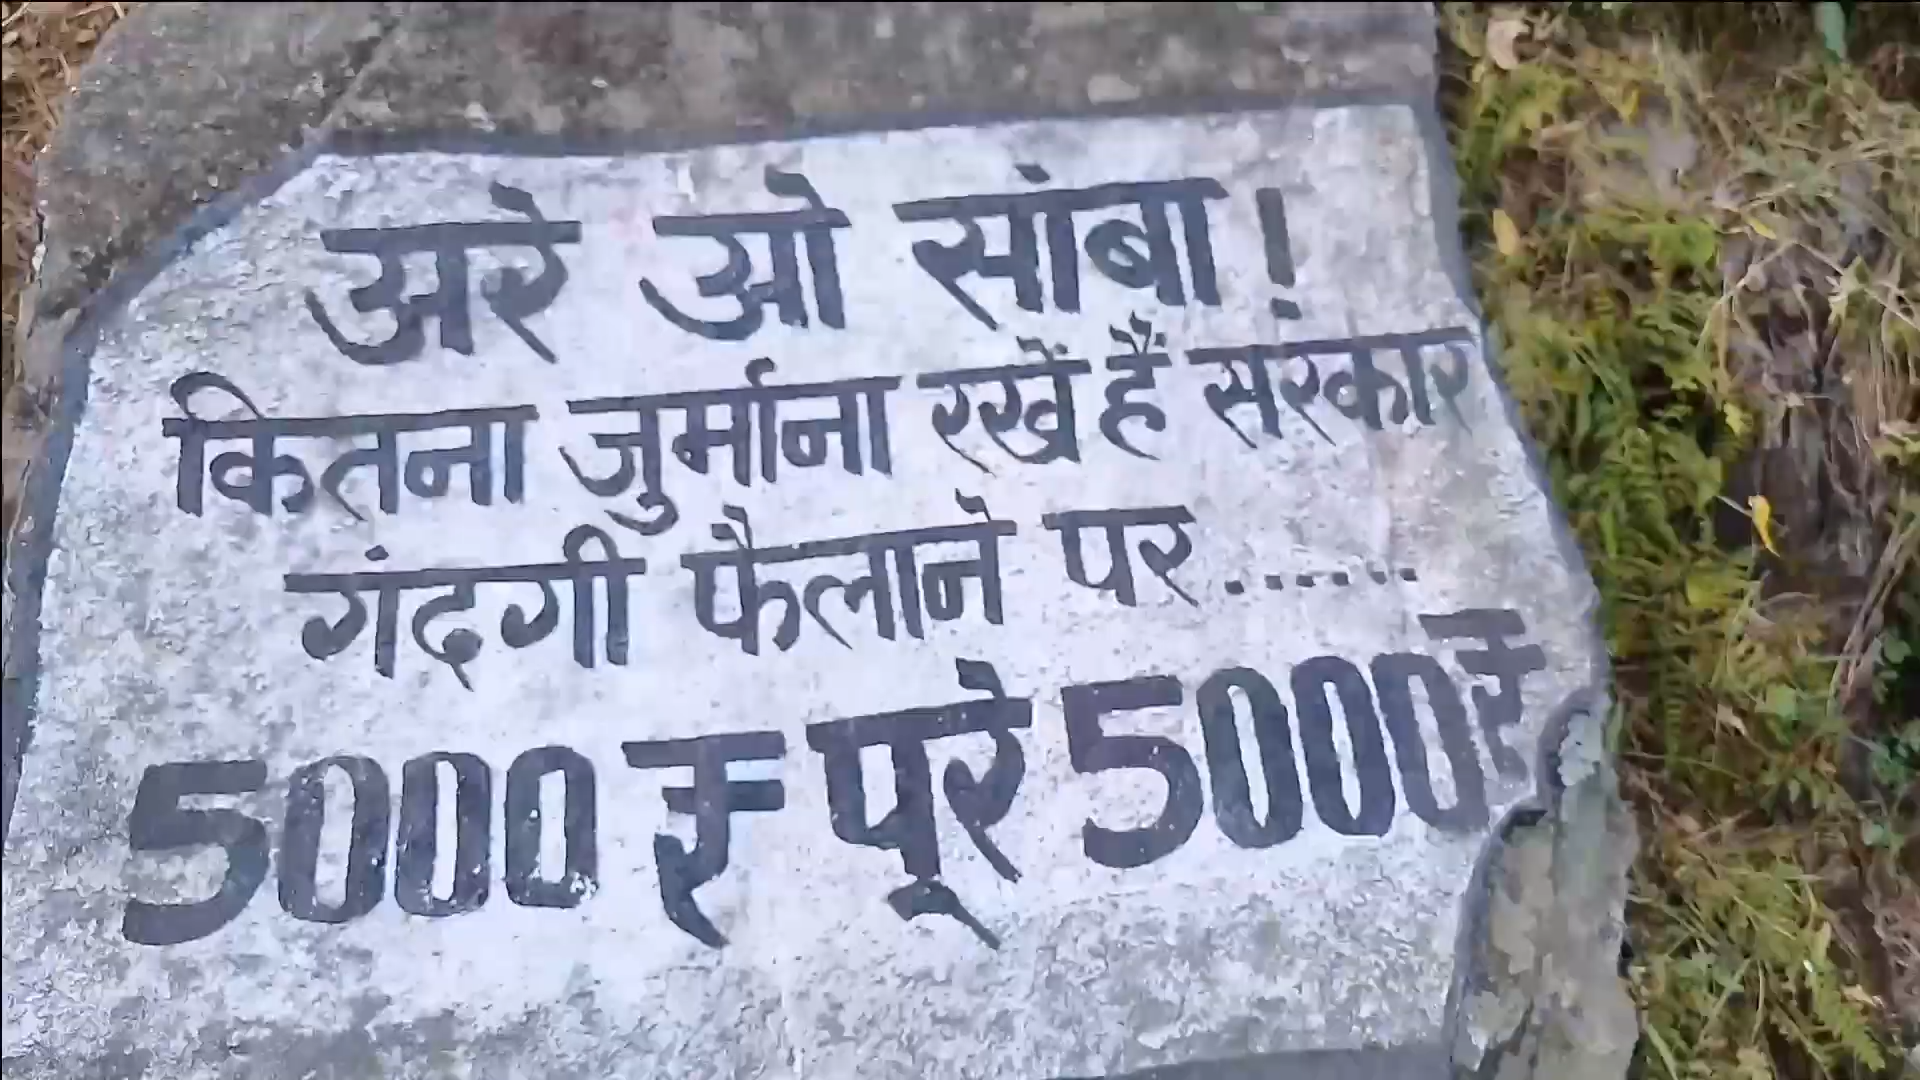 अरे ओ सांबा!
कितना जुर्माना रखें हैं सरकार
गंदगी फैलाने पर.......
5000 रु पूरे 5000 रु